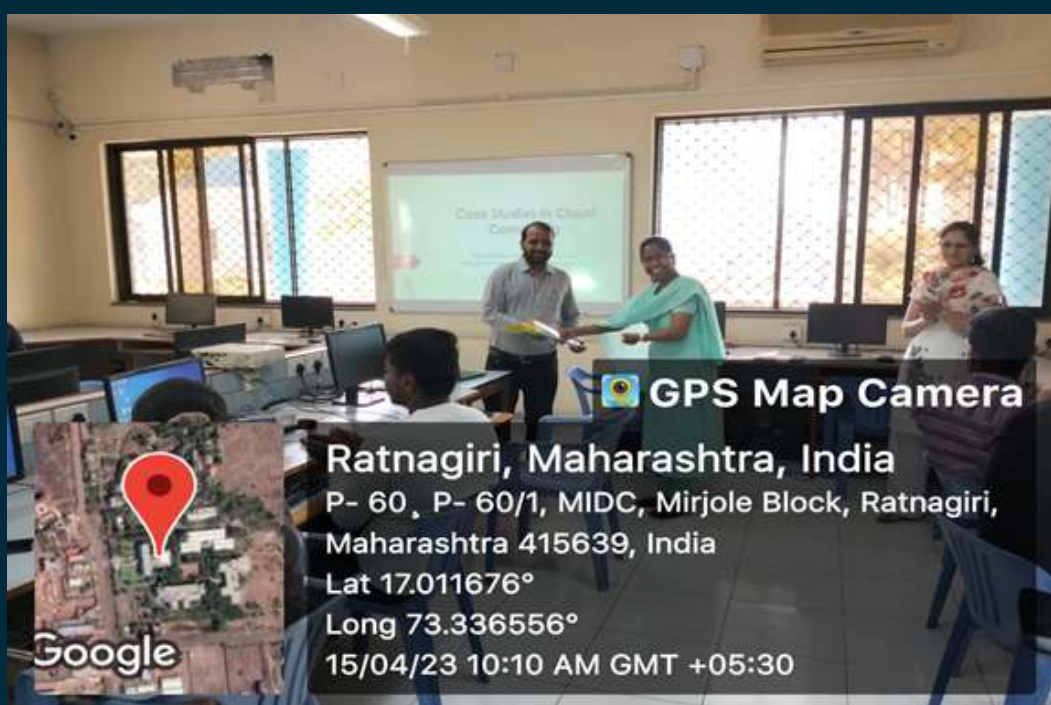 Case Studies in Cloud
GPS Map Camera
Ratnagiri, Maharashtra, India
P- 60, P- 60/1, MIDC, Mirjole Block, Ratnagiri,
Maharashtra 415639, India
Lat 17.011676°
Long 73.336556°
15/04/23 10:10 AM GMT +05:30
Google